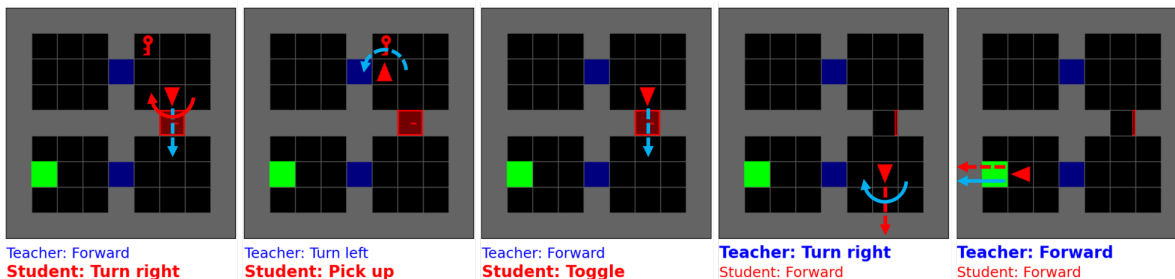 Teacher: Forward
Student: Turn right
Teacher: Turn left
Student: Pick up
Teacher: Forward
Student: Toggle
Teacher: Turn right
Student: Forward
Teacher: Forward
Student: Forward